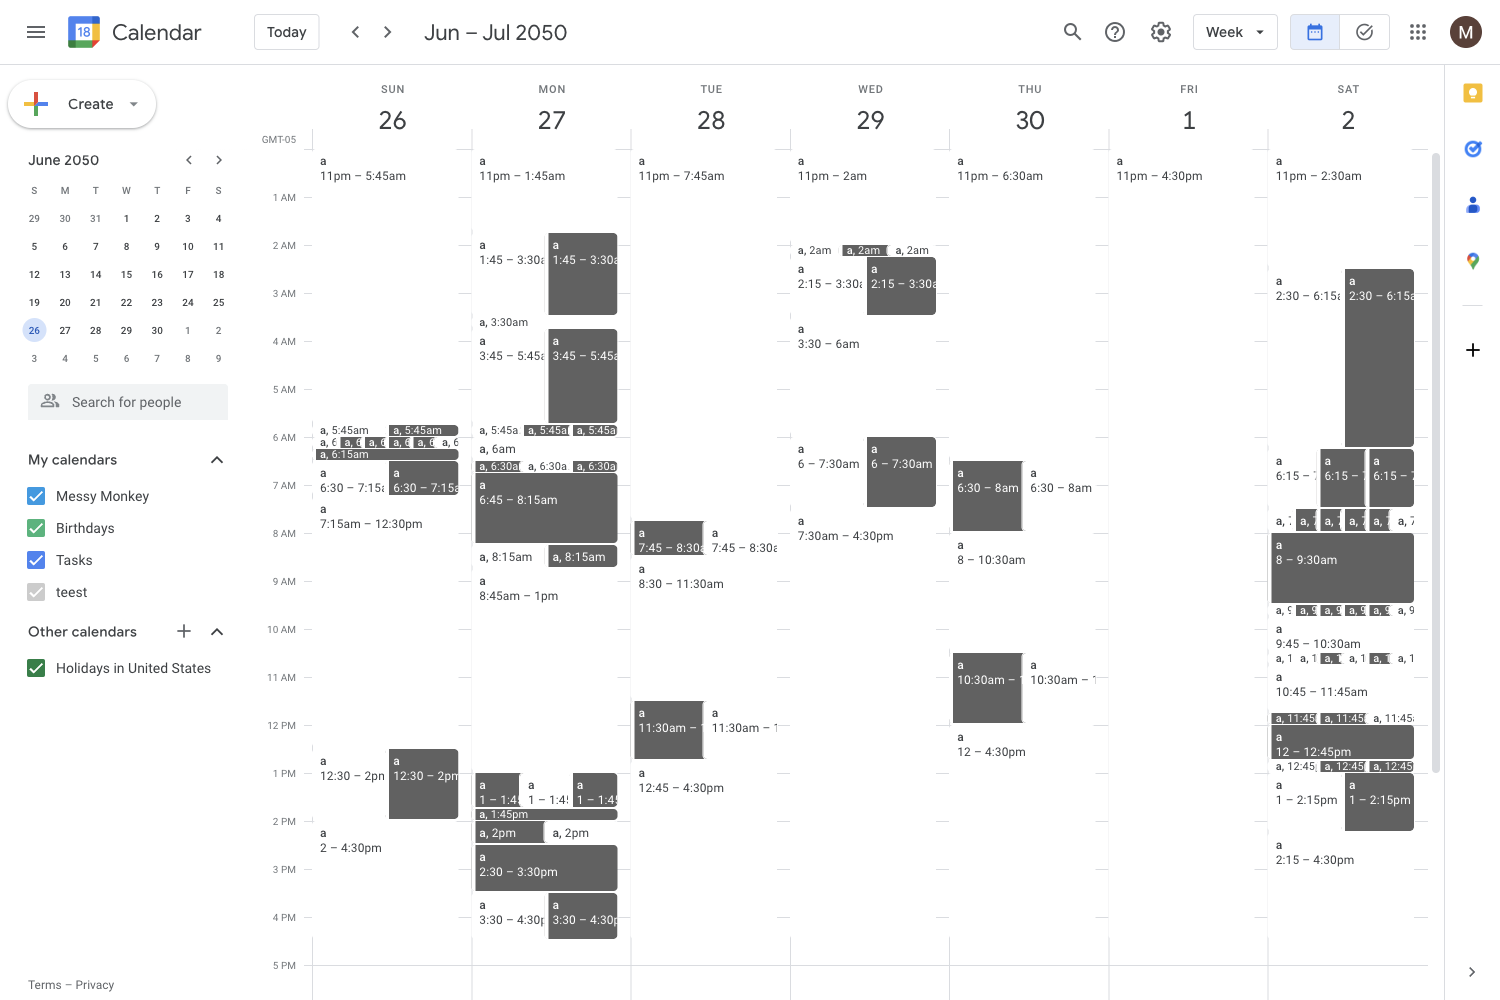 18 Calendar
Today
Jun – Jul 2050
Week
M
Create
June 2050
S M T W T F S
29 30 31 1 2 3 4
5 6 7 8 9 10 11
12 13 14 15 16 17 18
19 20 21 22 23 24 25
26 27 28 29 30 1 2
3 4 5 6 7 8 9
Search for people
My calendars
Messy Monkey
Birthdays
Tasks
teest
Other calendars
Holidays in United States
Terms – Privacy
GMT-05
1 AM
2 AM
3 AM
4 AM
5 AM
6 AM
7 AM
8 AM
9 AM
10 AM
11 AM
12 PM
1 PM
2 PM
3 PM
4 PM
5 PM
SUN
26
a
11pm – 5:45am
a, 5:45am
a, 5:45am
a, 6
a, 6
a, 6
a, 6
a, 6
a, 6
a, 6:15am
a
6:30 – 7:15a
a
6:30 – 7:15a
a
7:15am – 12:30pm
a
12:30 – 2pm
a
12:30 – 2pm
a
2 – 4:30pm
MON
27
a
11pm – 1:45am
a
1:45 – 3:30a
a
1:45 – 3:30a
a, 3:30am
a
3:45 – 5:45a
a
3:45 – 5:45a
a, 5:45a
a, 5:45a
a, 5:45a
a, 6am
a, 6:30a
a, 6:30a
a, 6:30a
a
6:45 – 8:15am
a, 8:15am
a, 8:15am
a
8:45am – 1pm
a
1 – 1:45
a
1 – 1:45
a
1 – 1:45
a, 1:45pm
a, 2pm
a, 2pm
a
2:30 – 3:30pm
a
3:30 – 4:30p
a
3:30 – 4:30p
TUE
28
a
11pm – 7:45am
a
7:45 – 8:30a
a
7:45 – 8:30a
a
8:30 – 11:30am
a
11:30am –
a
11:30am – 1
a
12:45 – 4:30pm
WED
29
a
11pm – 2am
a, 2am
a, 2am
a, 2am
a
2:15 – 3:30a
a
2:15 – 3:30a
a
3:30 – 6am
a
6 – 7:30am
a
6 – 7:30am
a
7:30am – 4:30pm
THU
30
a
11pm – 6:30am
a
6:30 – 8am
a
6:30 – 8am
a
8 – 10:30am
a
10:30am –
a
10:30am – 1
a
12 – 4:30pm
FRI
1
a
11pm – 4:30pm
SAT
2
a
11pm – 2:30am
a
2:30 – 6:15a
a
2:30 – 6:15a
a
6:15 – 7
a
6:15 – 7
a
6:15 – 7
a, 7
a, 7
a, 7
a, 7
a, 7
a, 7
a
8 – 9:30am
a, 9
a, 9
a, 9
a, 9
a, 9
a, 9
a
9:45 – 10:30am
a, 1
a, 1
a, 1
a, 1
a, 1
a, 1
a
10:45 – 11:45am
a, 11:45
a, 11:45
a, 11:45
a
12 – 12:45pm
a, 12:45
a, 12:45
a, 12:45
a
1 – 2:15pm
a
1 – 2:15pm
a
2:15 – 4:30pm